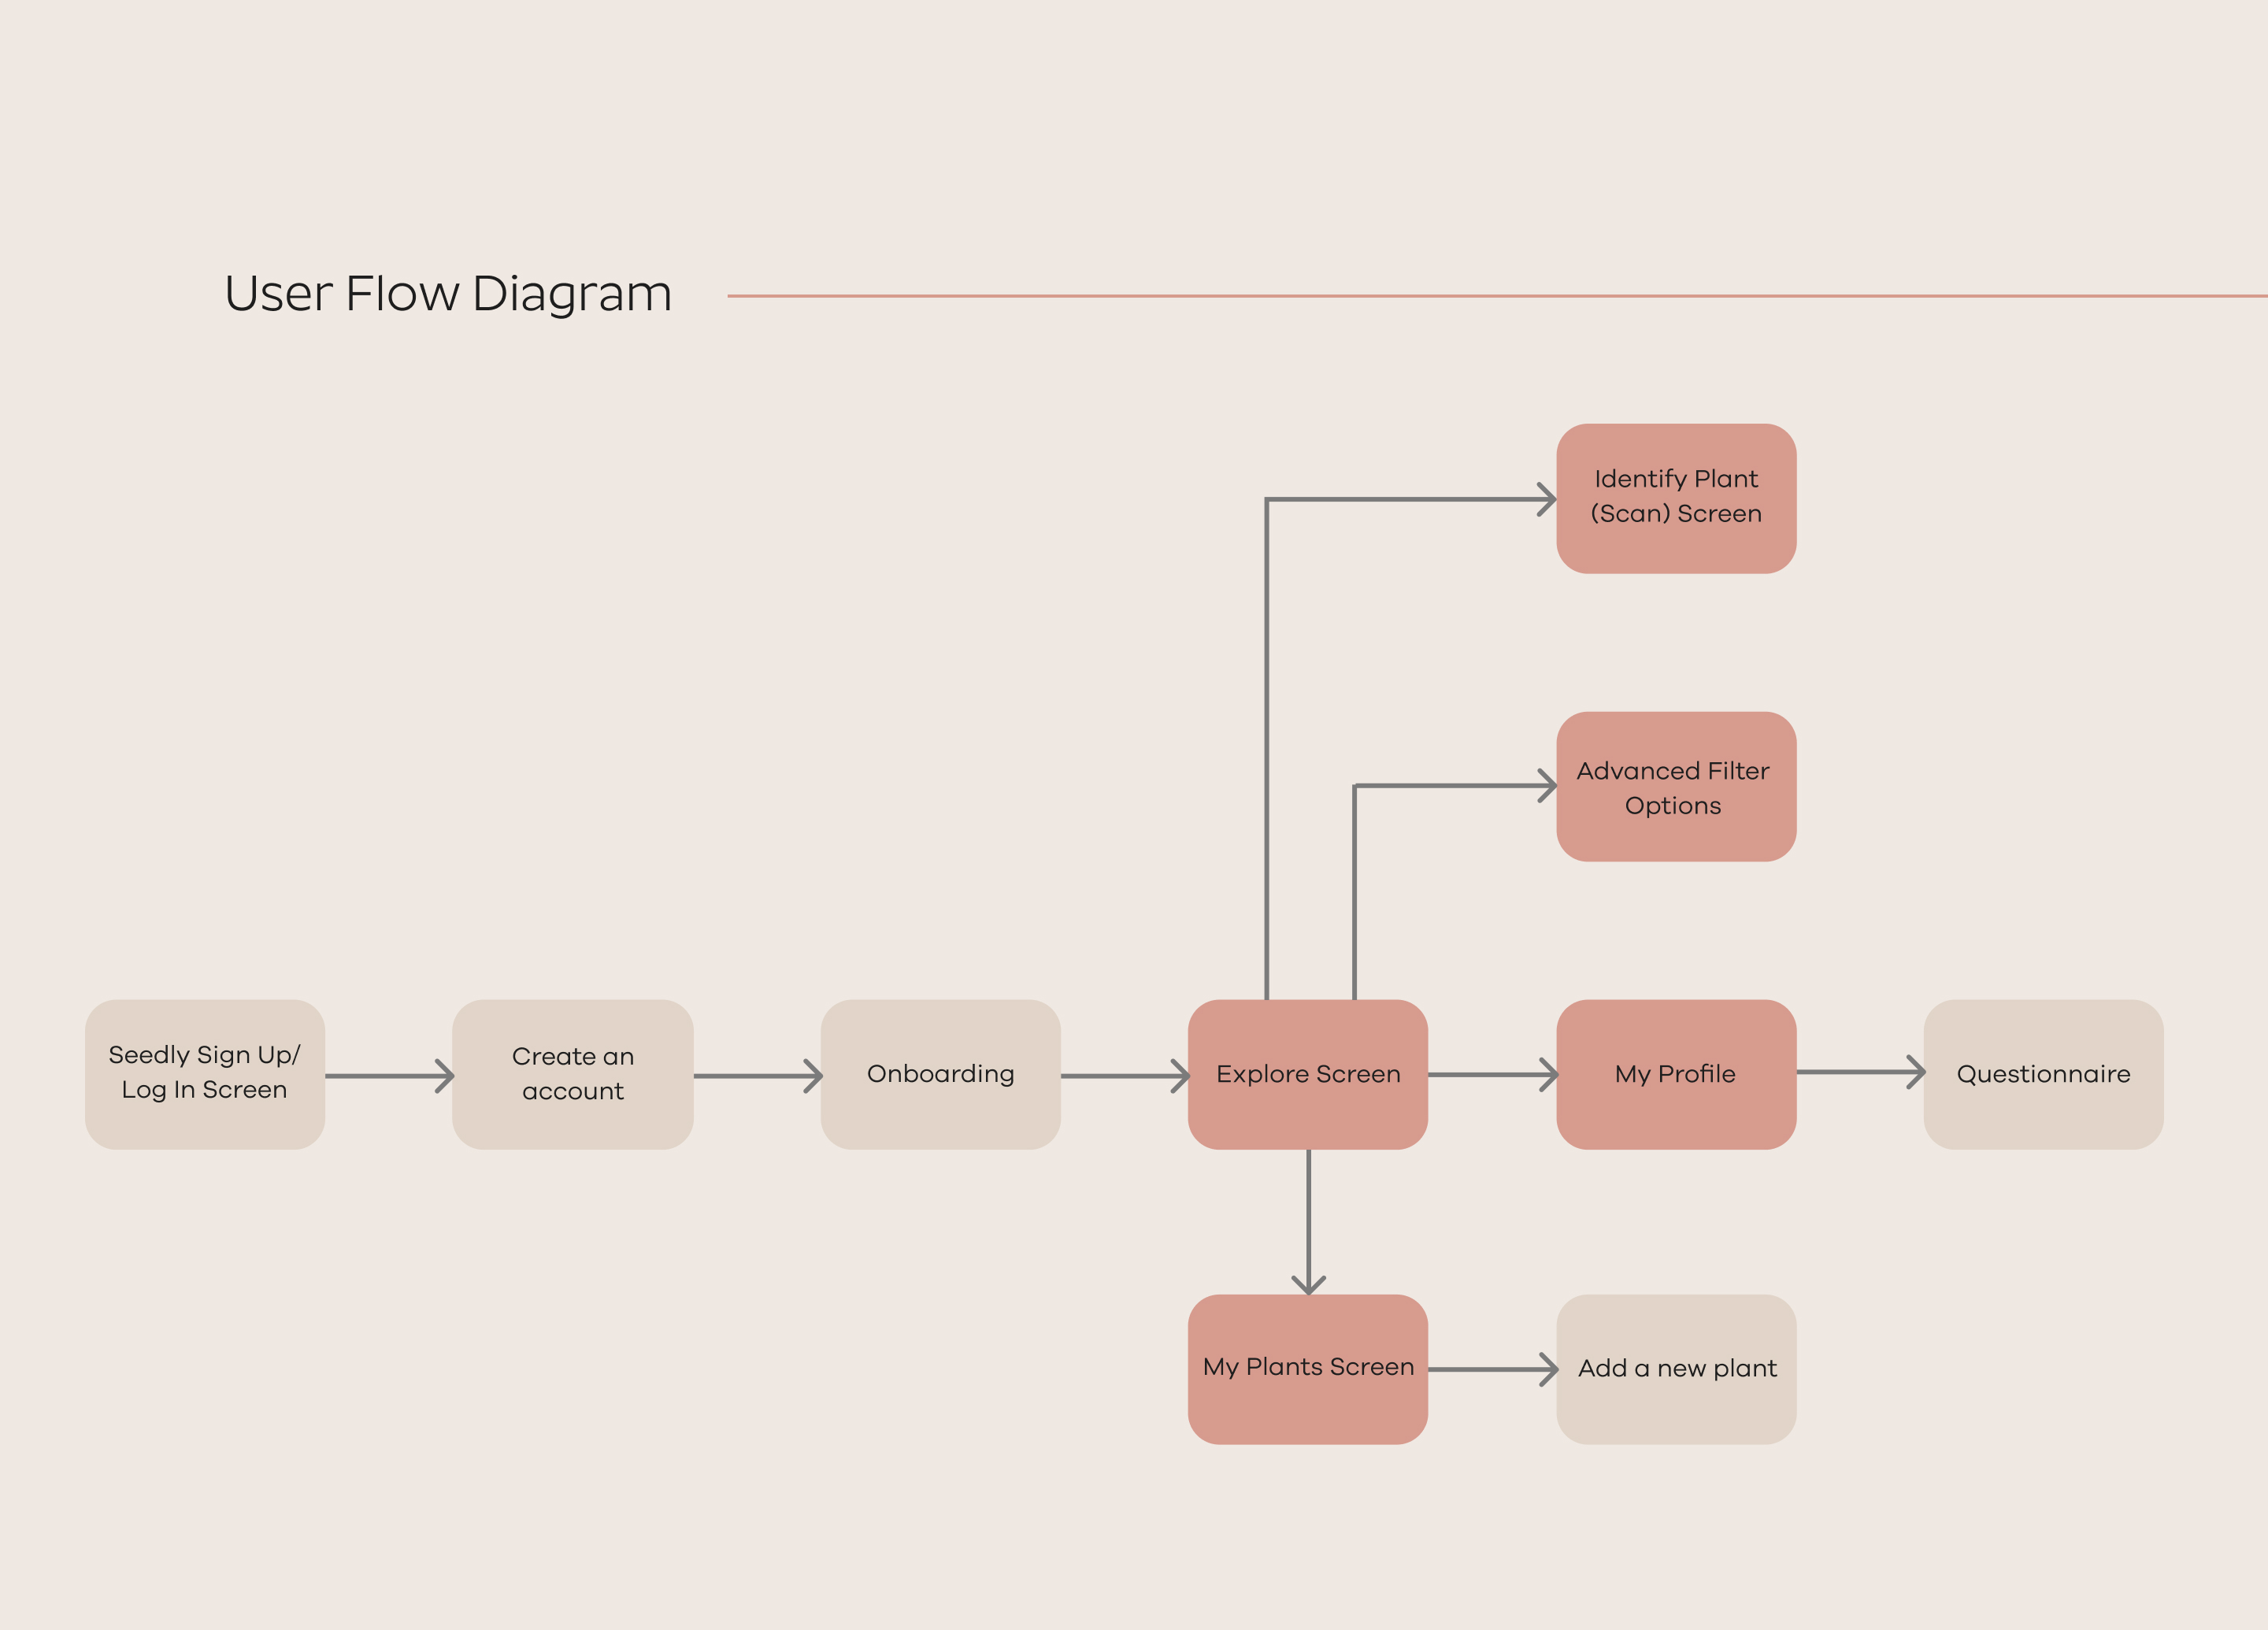 User Flow Diagram
Identify Plant
(Scan) Screen
Advanced Filter
Options
Seedly Sign Up/
Log In Screen
Create an
account
Onboarding
Explore Screen
My Profile
Questionnaire
My Plants Screen
Add a new plant